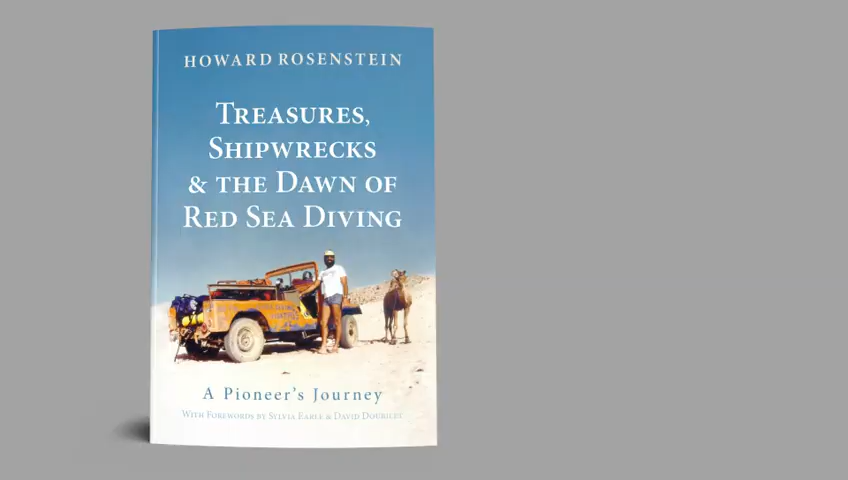 HOWARD ROSENSTEIN
TREASURES,
SHIPWRECKS
& THE DAWN OF
RED SEA DIVING
A Pioneer's Journey
WITH FOREWORDS BY SYLVIA EARLE & DAVID DOUBILET